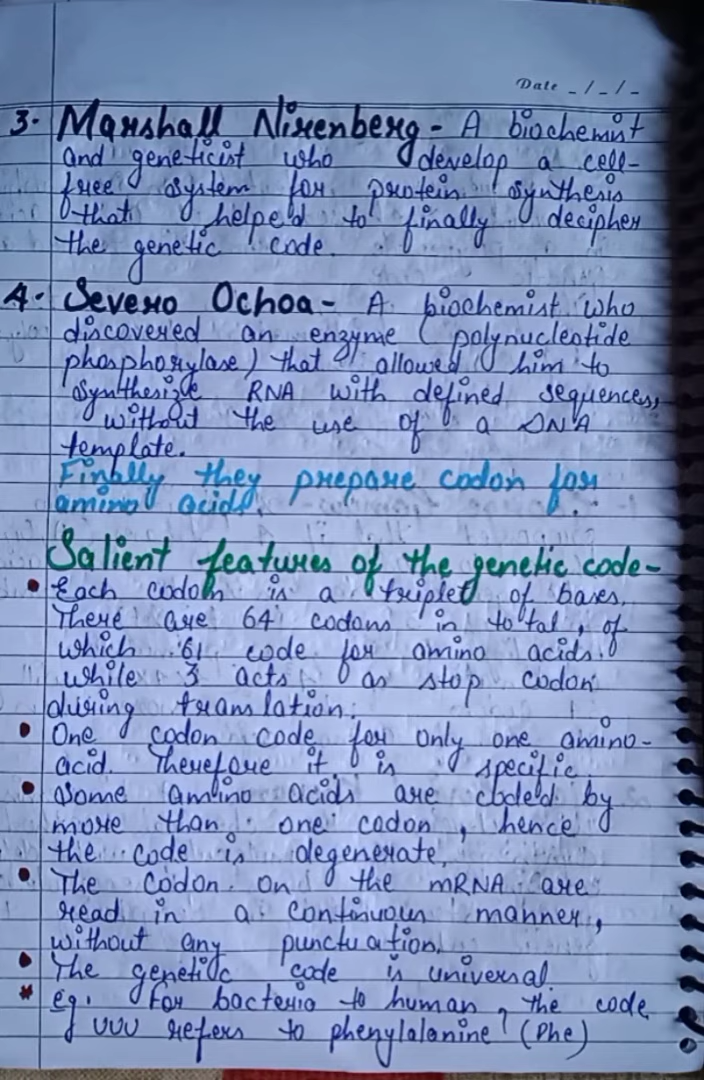 Date _/_/_
3. Marshall Nirenberg - A biochemist
and geneticist who develop a cell-
free system for protein synthesis
that helped to finally decipher
the genetic code.
4. Severo Ochoa - A biochemist who
discovered an enzyme ( polynucleotide
phosphorylase) that allowed him to
synthesize RNA with defined sequences,
without the use of a DNA
template.
Finally they prepare codon for
amino acids.
Salient features of the genetic code-
• Each codon is a triplet of bases.
There are 64 codons in total, of
which 61 code for amino acids.
while 3 acts as stop codon
during translation.
• One codon code for only one amino-
acid. Therefore it is specific.
• Some amino acids are coded by
more than one codon, hence
the code is degenerate.
• The codon on the mRNA are
read in a continuous manner,
without any punctuation.
• The genetic code is universal.
* eg. For bacteria to human, the code
UUU refers to phenylalanine (Phe)